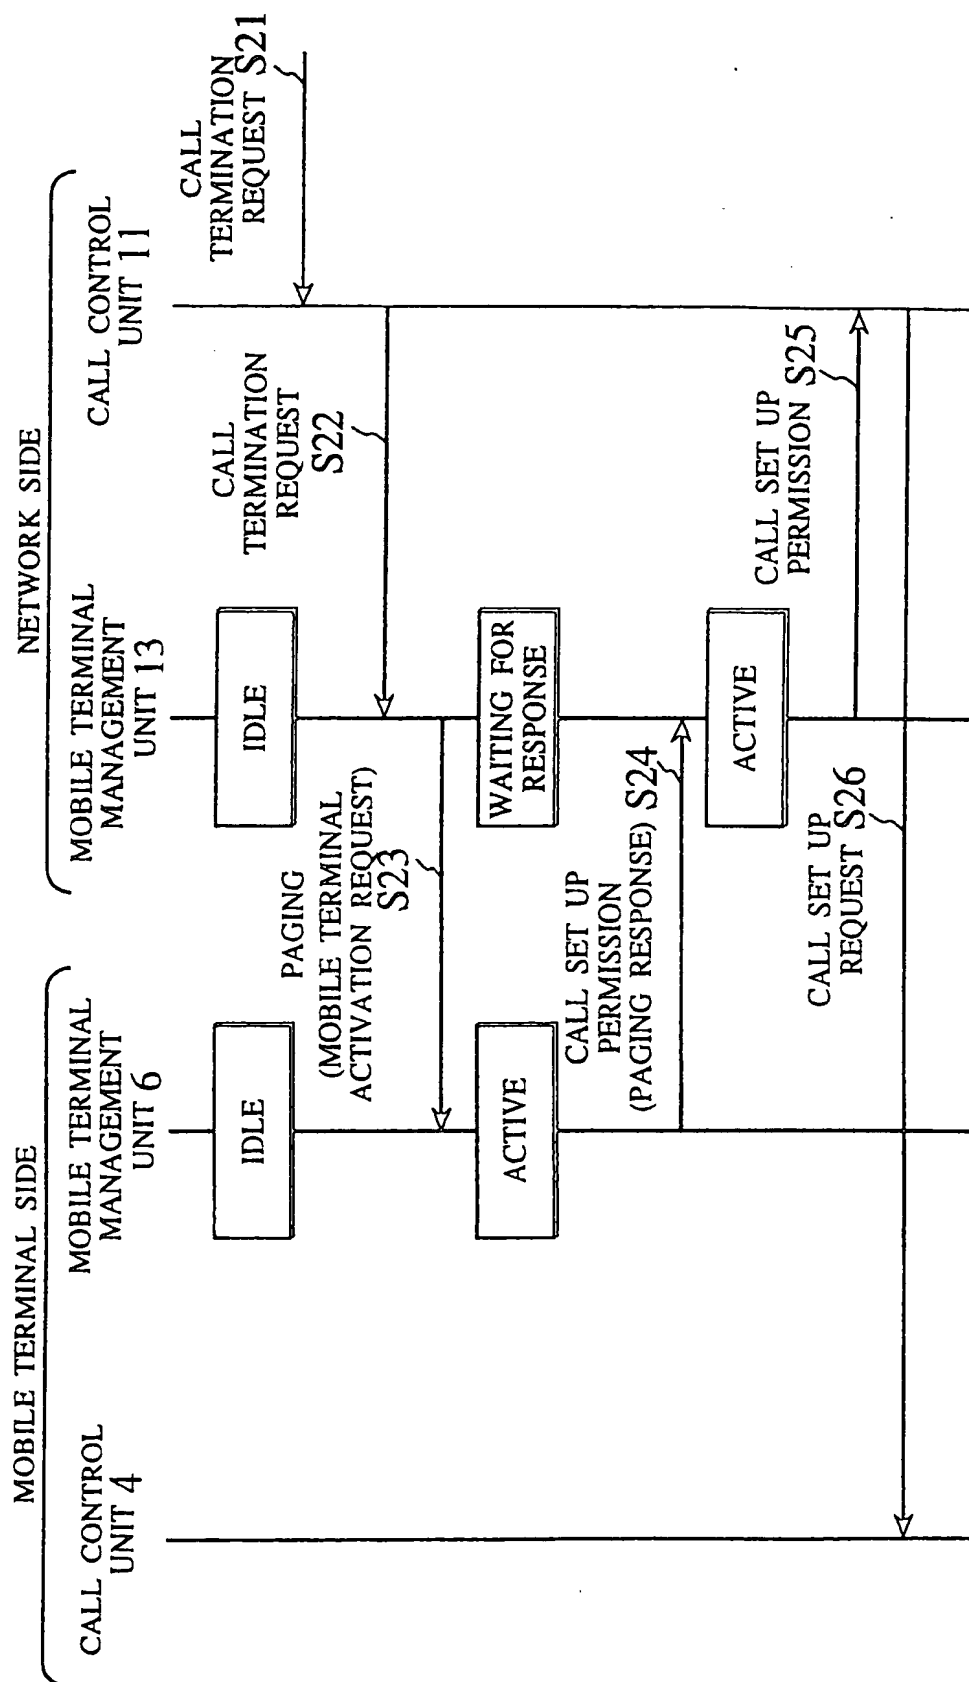 MOBILE TERMINAL SIDE
NETWORK SIDE
CALL CONTROL
UNIT 4
MOBILE TERMINAL
MANAGEMENT
UNIT 6
MOBILE TERMINAL
MANAGEMENT
UNIT 13
CALL CONTROL
UNIT 11
CALL
TERMINATION
REQUEST S21
IDLE
IDLE
CALL
TERMINATION
REQUEST
S22
PAGING
(MOBILE TERMINAL
ACTIVATION REQUEST)
S23
ACTIVE
WAITING FOR
RESPONSE
CALL SET UP
PERMISSION
(PAGING RESPONSE) S24
ACTIVE
CALL SET UP
PERMISSION S25
CALL SET UP
REQUEST S26